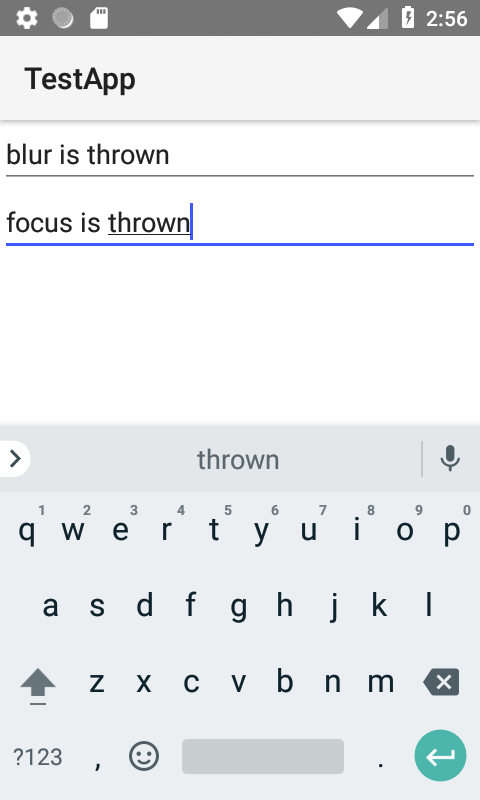 2:56
TestApp
blur is thrown
focus is thrown
thrown
1 2 3 4 5 6 7 8 9 0
q w e r t y u i o p
a s d f g h j k l
z x c v b n m
?123 , .